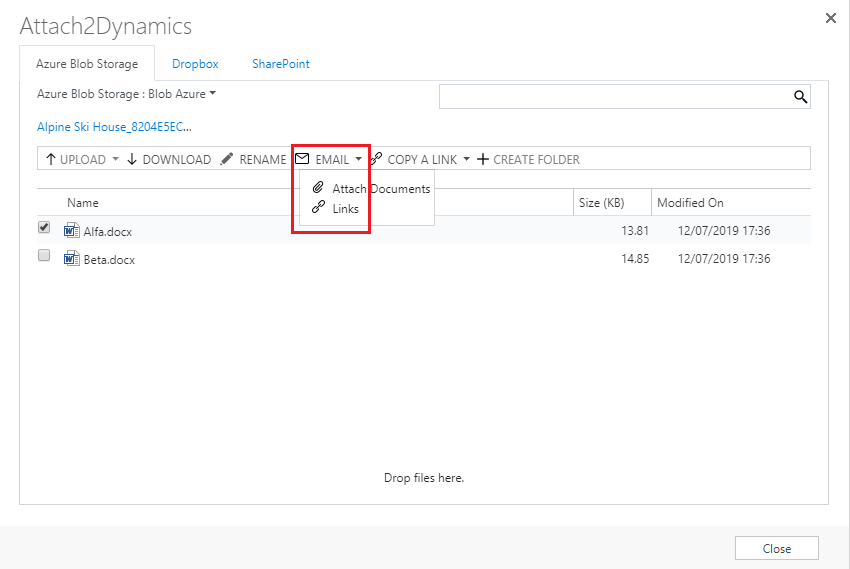 Attach2Dynamics
Azure Blob Storage Dropbox SharePoint
Azure Blob Storage : Blob Azure
Alpine Ski House_8204E5EC...
UPLOAD DOWNLOAD RENAME EMAIL COPY A LINK CREATE FOLDER
Attach Documents
Links
Name Size (KB) Modified On
Alfa.docx 13.81 12/07/2019 17:36
Beta.docx 14.85 12/07/2019 17:36
Drop files here.
Close